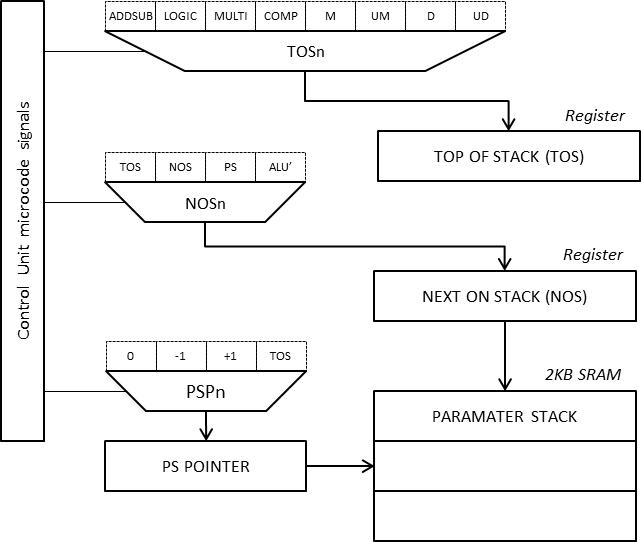 ADDSUB LOGIC MULTI COMP M UM D UD
TOSn
Register
TOP OF STACK (TOS)
Control Unit microcode signals
TOS NOS PS ALU’
NOSn
Register
NEXT ON STACK (NOS)
0 -1 +1 TOS
PSPn
2KB SRAM
PARAMATER STACK
PS POINTER